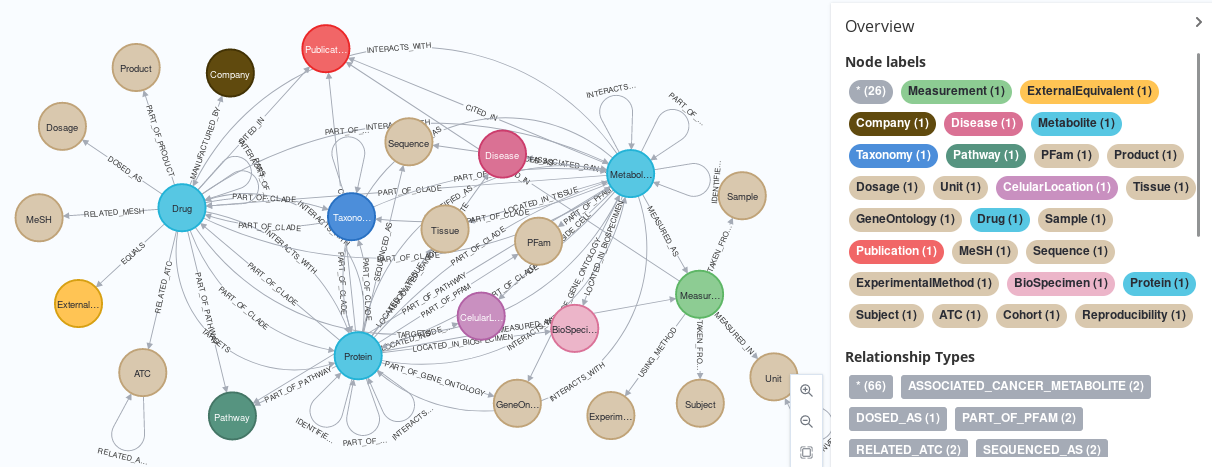 Overview
Node labels
* (26) Measurement (1) ExternalEquivalent (1)
Company (1) Disease (1) Metabolite (1)
Taxonomy (1) Pathway (1) PFam (1) Product (1)
Dosage (1) Unit (1) CelularLocation (1) Tissue (1)
GeneOntology (1) Drug (1) Sample (1)
Publication (1) MeSH (1) Sequence (1)
ExperimentalMethod (1) BioSpecimen (1) Protein (1)
Subject (1) ATC (1) Cohort (1) Reproducibility (1)
Relationship Types
* (66) ASSOCIATED_CANCER_METABOLITE (2)
DOSED_AS (1) PART_OF_PFAM (2)
RELATED_ATC (2) SEQUENCED_AS (2)
Publicat...
Product
Company
Dosage
Sequence
Disease
Metabol...
Sample
MeSH
Drug
Taxono...
Tissue
PFam
External...
CelularL...
Measur...
BioSpeci...
Protein
ATC
Pathway
GeneOn...
Experim...
Subject
Unit
INTERACTS_WITH
CITED_IN
INTERACTS...
PART_OF_...
IDENTIFIE...
PART_OF_PRODUCT
MANUFACTURED_BY
CITED_IN
DOSED_AS
RELATED_MESH
EQUALS
RELATED_ATC
PART_OF_PATHWAY
PART_OF_CLADE
PART_OF_CLADE
PART_OF_CLADE
PART_OF_CLADE
INTERACTS_WITH
TARGETS
LOCATED_IN_TISSUE
MEASURED_AS
TAKEN_FRO...
TAKEN_FRO...
MEASURED_IN
USING_METHOD
INTERACTS_WITH
PART_OF_GENE_ONTOLOGY
LOCATED_IN_BIOSPECIMEN
LOCATED_IN_BIOSPECIMEN
PART_OF_PATHWAY
PART_OF_PATHWAY
PART_OF_PFAM
SEQUENCED_AS
IDENTIFIE...
PART_OF_...
INTERACTS...
RELATED_A...